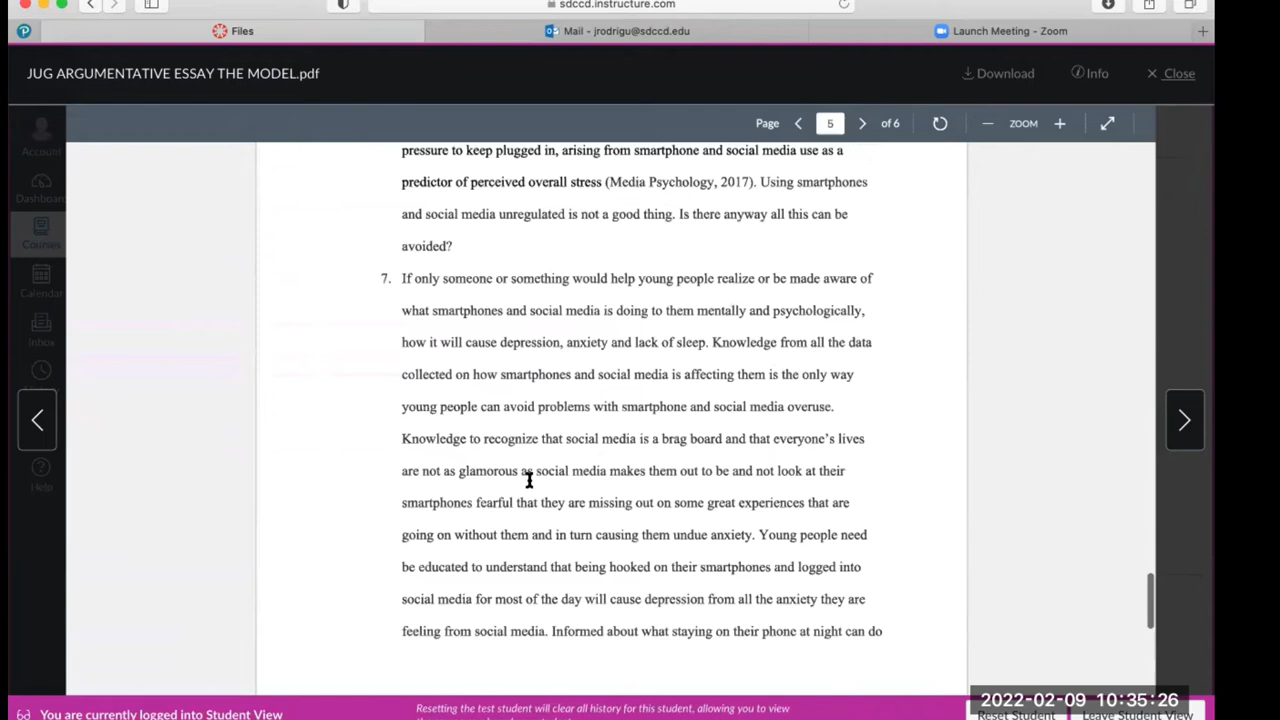 sdccd.instructure.com
Files
Mail - jrodrigu@sdccd.edu
Launch Meeting - Zoom
JUG ARGUMENTATIVE ESSAY THE MODEL.pdf
Download
Info
Close
Page
5
of 6
ZOOM
Account
Dashboard
Courses
Calendar
Inbox
Help
pressure to keep plugged in, arising from smartphone and social media use as a
predictor of perceived overall stress (Media Psychology, 2017). Using smartphones
and social media unregulated is not a good thing. Is there anyway all this can be
avoided?
7. If only someone or something would help young people realize or be made aware of
what smartphones and social media is doing to them mentally and psychologically,
how it will cause depression, anxiety and lack of sleep. Knowledge from all the data
collected on how smartphones and social media is affecting them is the only way
young people can avoid problems with smartphone and social media overuse.
Knowledge to recognize that social media is a brag board and that everyone’s lives
are not as glamorous as social media makes them out to be and not look at their
smartphones fearful that they are missing out on some great experiences that are
going on without them and in turn causing them undue anxiety. Young people need
be educated to understand that being hooked on their smartphones and logged into
social media for most of the day will cause depression from all the anxiety they are
feeling from social media. Informed about what staying on their phone at night can do
You are currently logged into Student View
Resetting the test student will clear all history for this student, allowing you to view
2022-02-09 10:35:26
Reset Student
Leave Student View